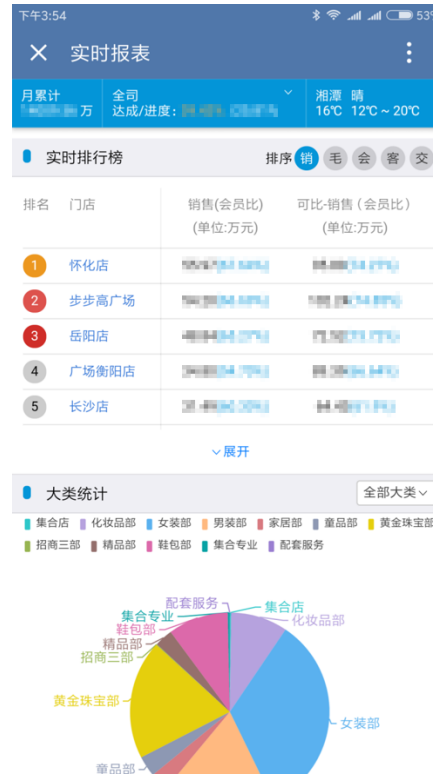 下午3:54
53
实时报表
月累计
万
全司
达成/进度:
湘潭 晴
16℃ 12℃ ~ 20℃
实时排行榜 排序 销 毛 会 客 交
排名 门店 销售(会员比) 可比-销售(会员比)
(单位:万元) (单位:万元)
1 怀化店
2 步步高广场
3 岳阳店
4 广场衡阳店
5 长沙店
展开
大类统计 全部大类
集合店 化妆品部 女装部 男装部 家居部 童品部 黄金珠宝部
招商三部 精品部 鞋包部 集合专业 配套服务
配套服务 集合店
集合专业 化妆品部
鞋包部
精品部
招商三部
黄金珠宝部
女装部
童品部